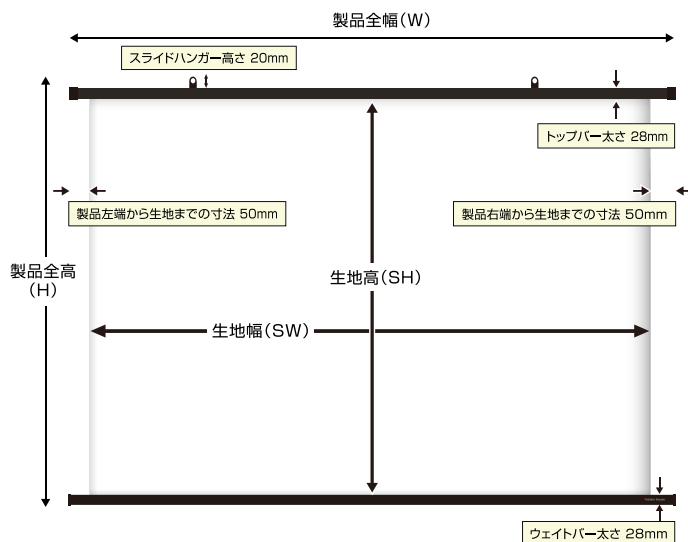 製品全幅(W)
スライドハンガー高さ 20mm
トップバー太さ 28mm
製品左端から生地までの寸法 50mm
製品右端から生地までの寸法 50mm
製品全高
(H)
生地高(SH)
生地幅(SW)
ウェイトバー太さ 28mm